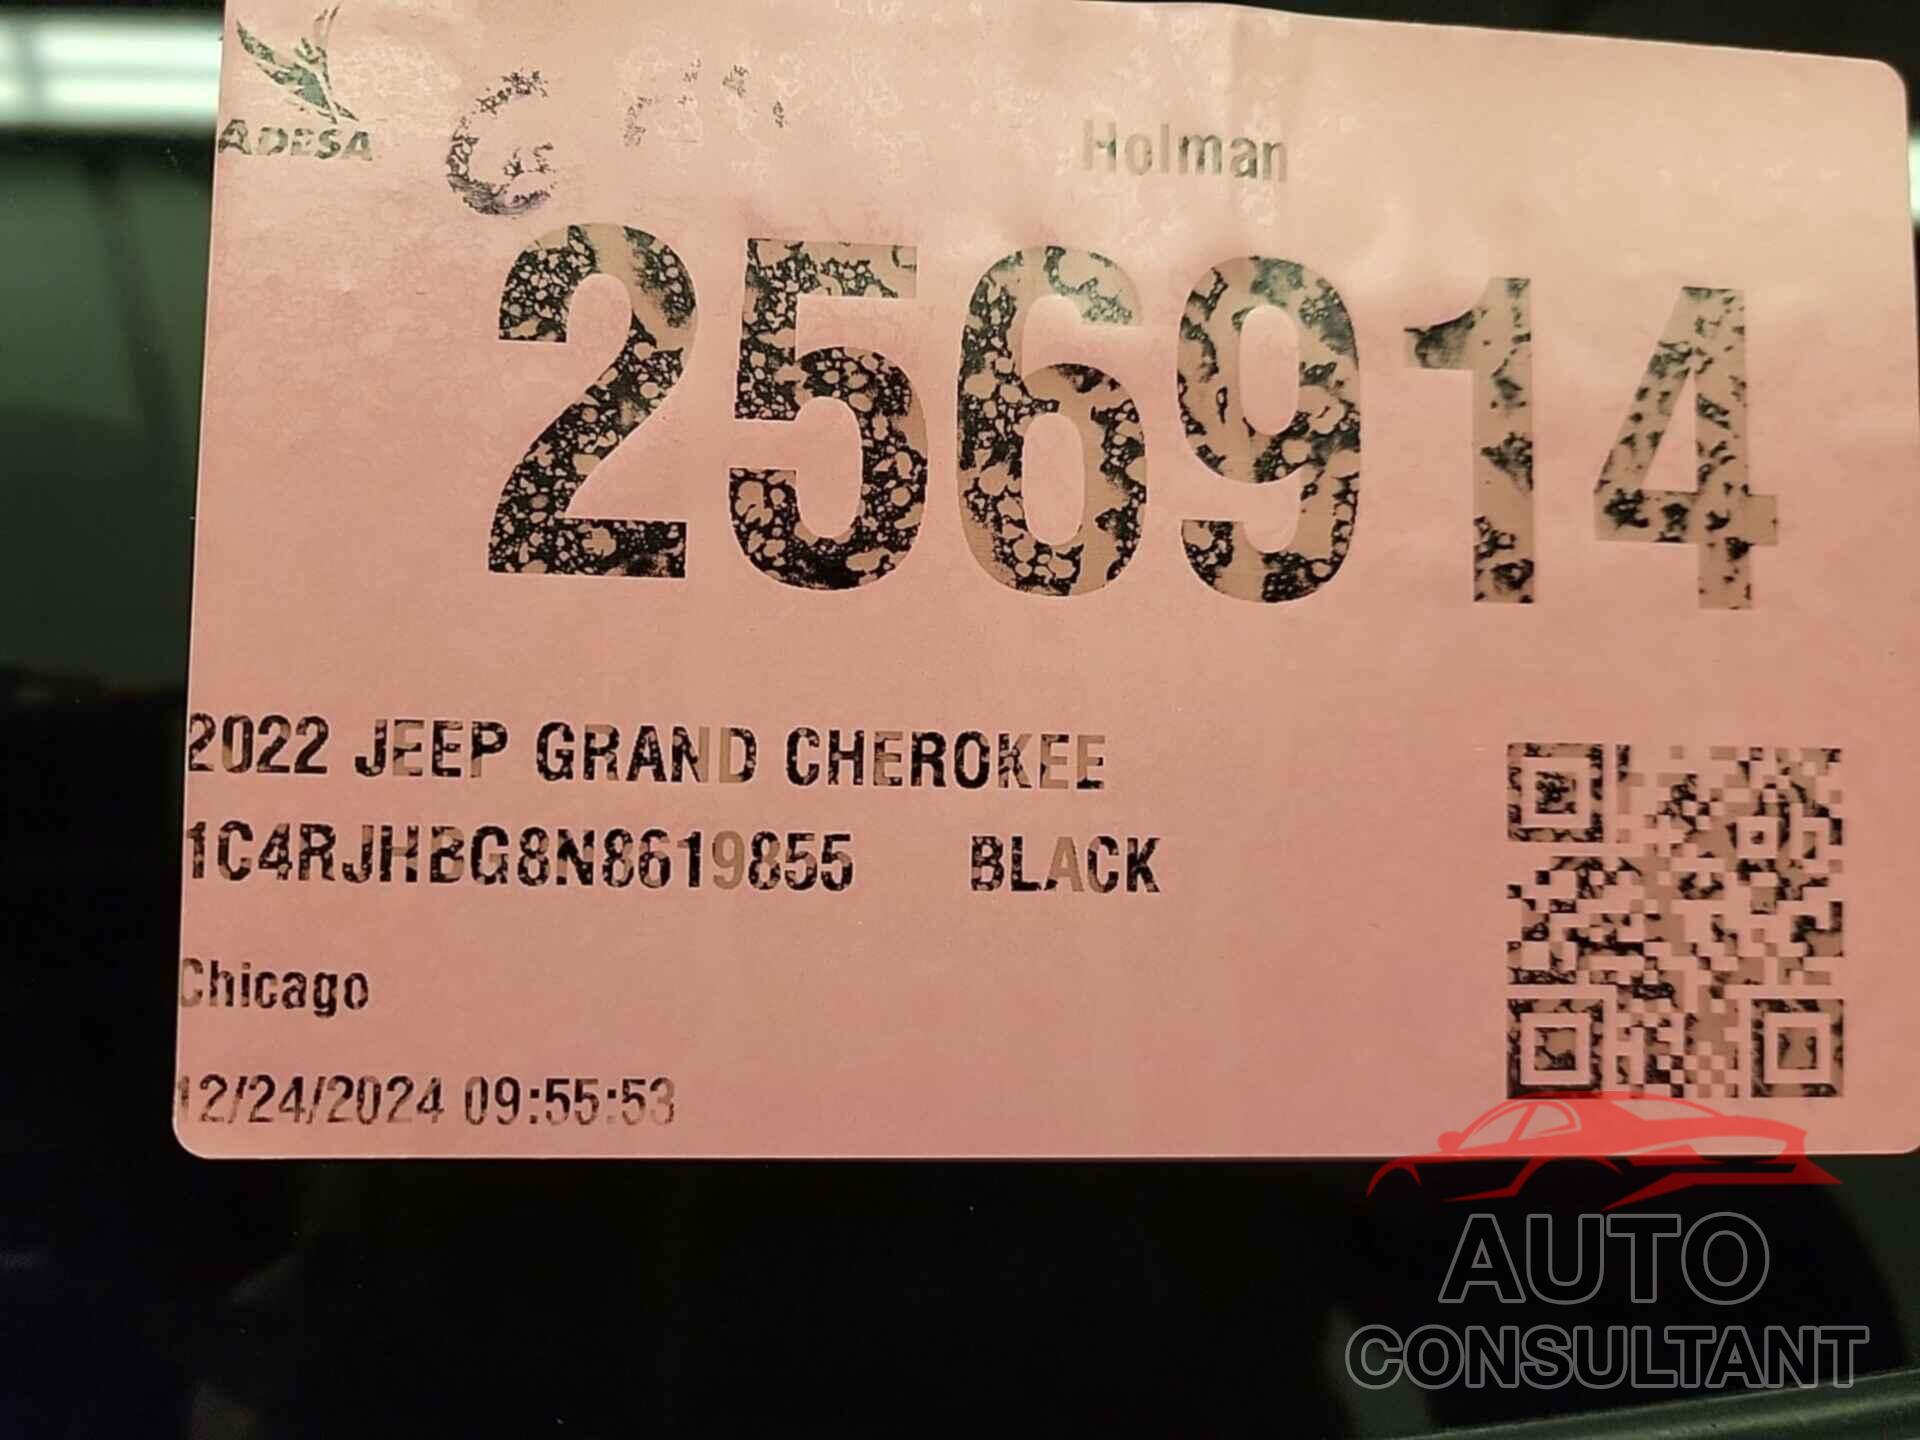 ADESA
Holman
256914
2022 JEEP GRAND CHEROKEE
1C4RJHBG8N8619855 BLACK
Chicago
12/24/2024 09:55:53
AUTO
CONSULTANT